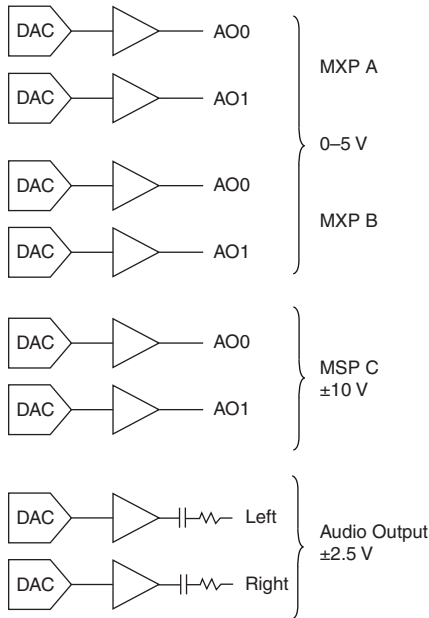 DAC AO0
MXP A
DAC AO1
0–5 V
DAC AO0
MXP B
DAC AO1
DAC AO0
MSP C
±10 V
DAC AO1
DAC Left
Audio Output
±2.5 V
DAC Right